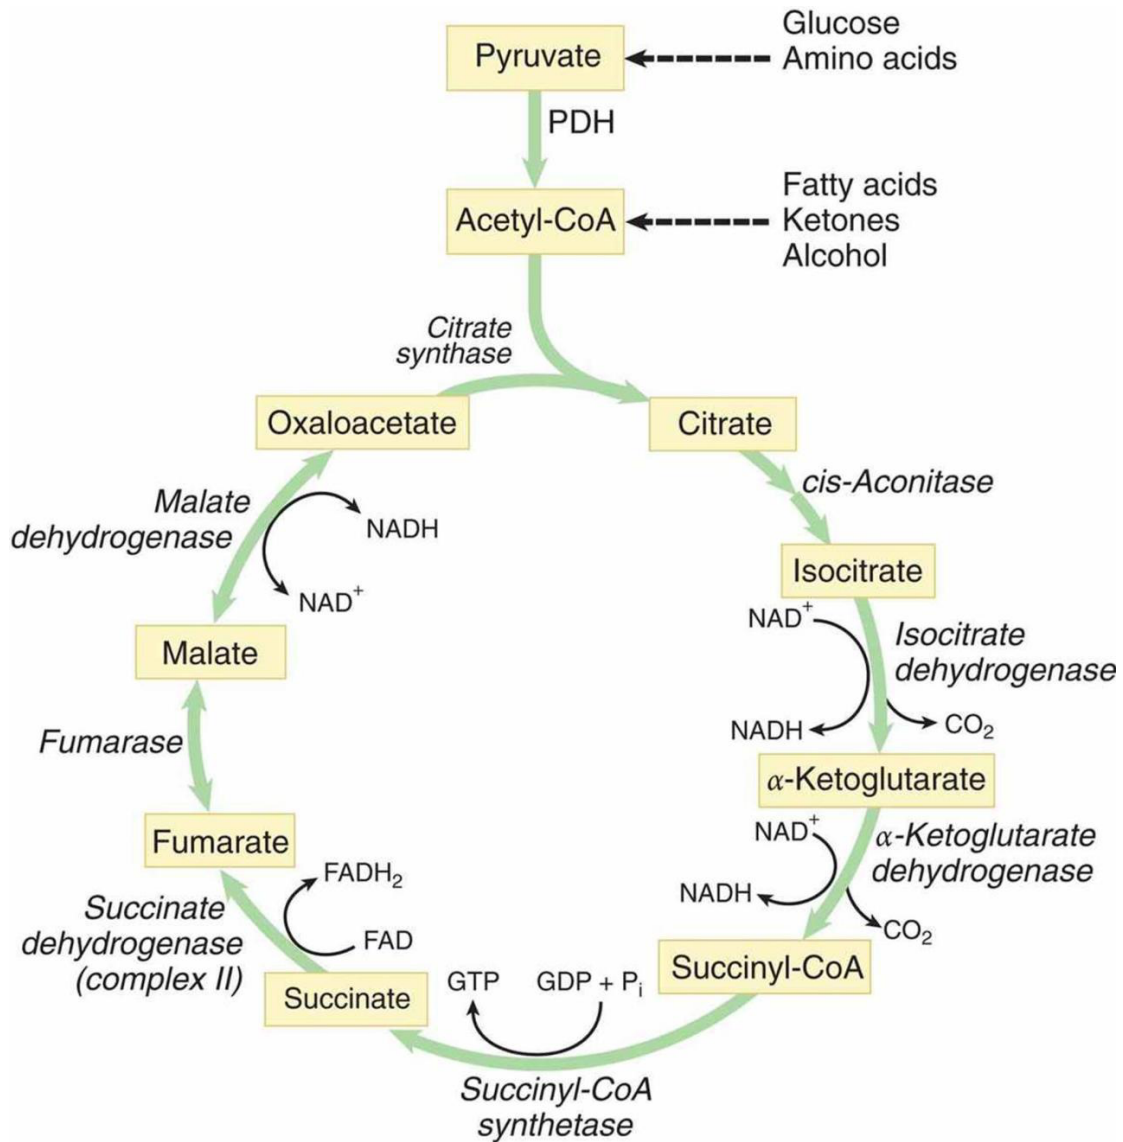 Glucose
Amino acids
Pyruvate
PDH
Fatty acids
Ketones
Alcohol
Acetyl-CoA
Citrate
synthase
Oxaloacetate
Citrate
cis-Aconitase
Malate
dehydrogenase
NADH
NAD⁺
Isocitrate
NAD⁺
Isocitrate
dehydrogenase
NADH
CO₂
Malate
Fumarase
α-Ketoglutarate
NAD⁺
α-Ketoglutarate
dehydrogenase
NADH
CO₂
Fumarate
FADH₂
FAD
Succinate
dehydrogenase
(complex II)
Succinyl-CoA
Succinate
GTP
GDP + Pᵢ
Succinyl-CoA
synthetase